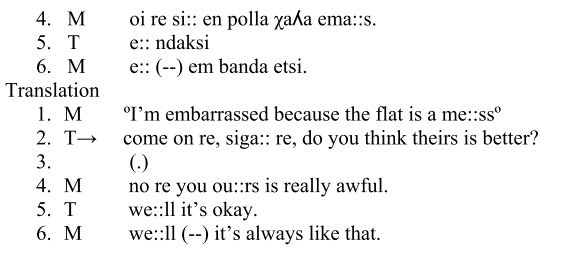 4. M oi re si:: en polla χaʎa ema::s.
5. T e:: ndaksi
6. M e:: (--) em banda etsi.
Translation
1. M ºI’m embarrassed because the flat is a me::ssº
2. T→ come on re, siga:: re, do you think theirs is better?
3. (.)
4. M no re you ou::rs is really awful.
5. T we::ll it’s okay.
6. M we::ll (--) it’s always like that.